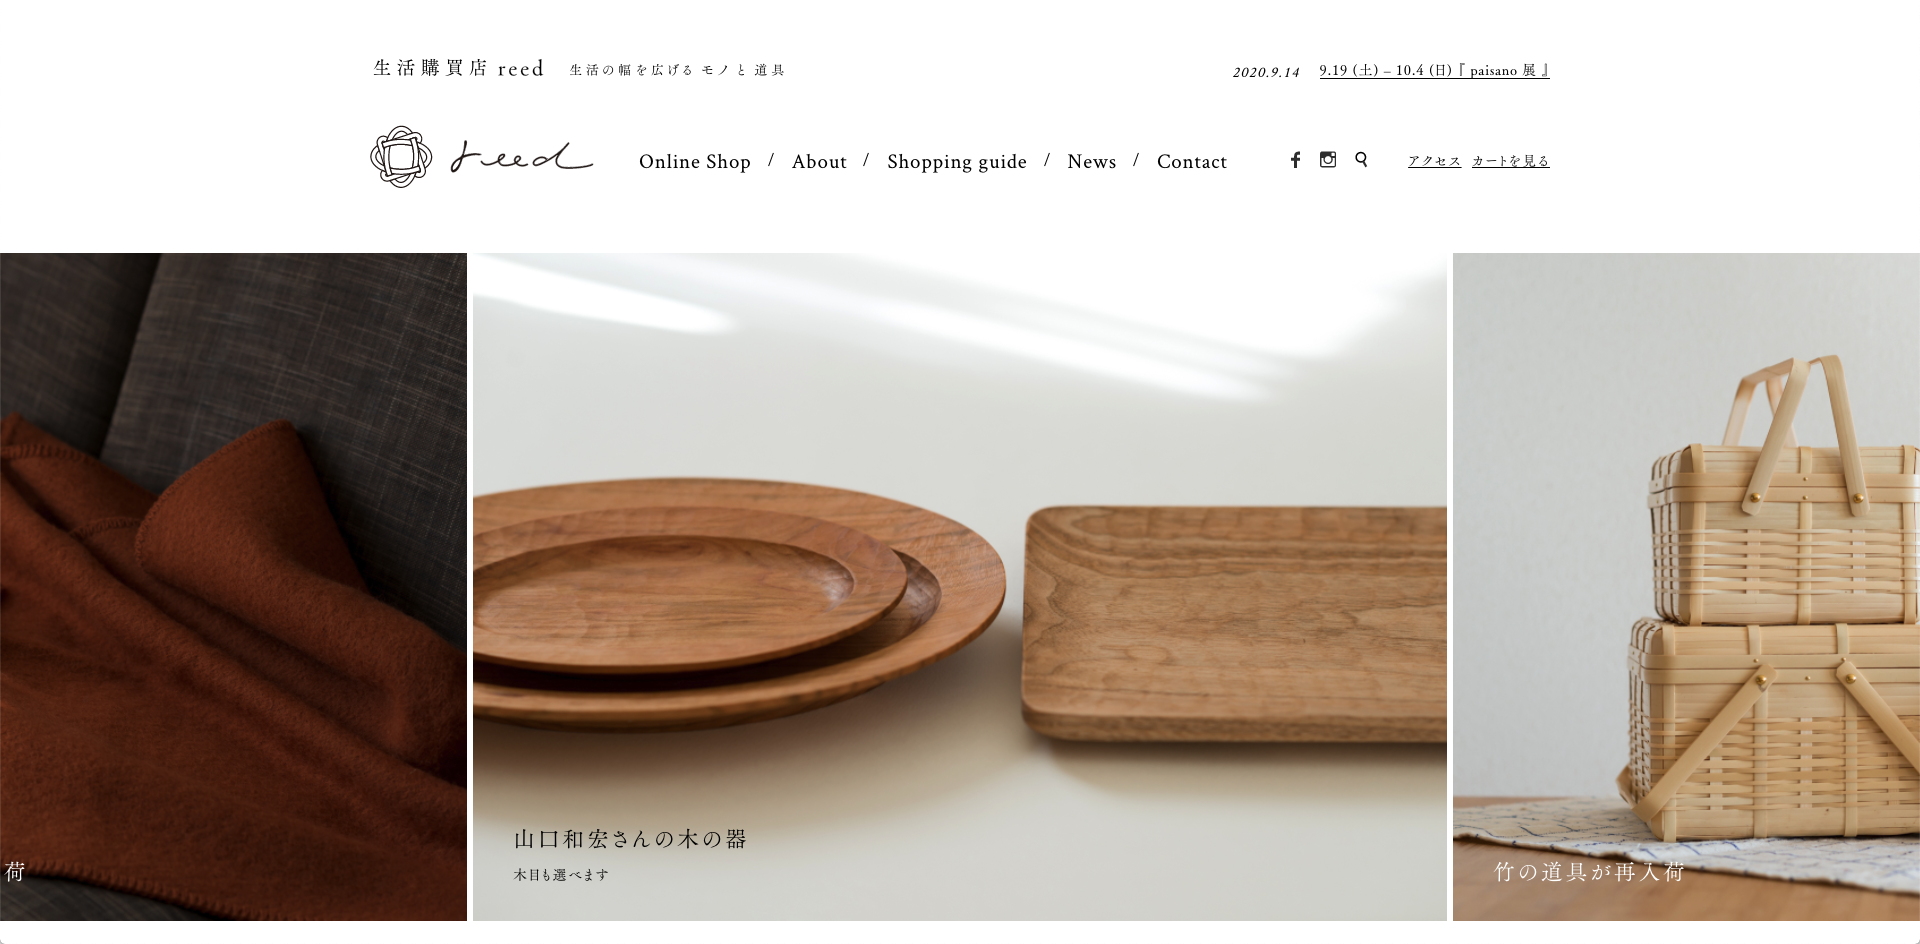 生活購買店 reed
生活の幅を広げる モノ と 道具
2020.9.14
9.19 (土) – 10.4 (日)『 paisano 展 』
reed
Online Shop / About / Shopping guide / News / Contact
アクセス
カートを見る
荷
山口和宏さんの木の器
木目も選べます
竹の道具が再入荷